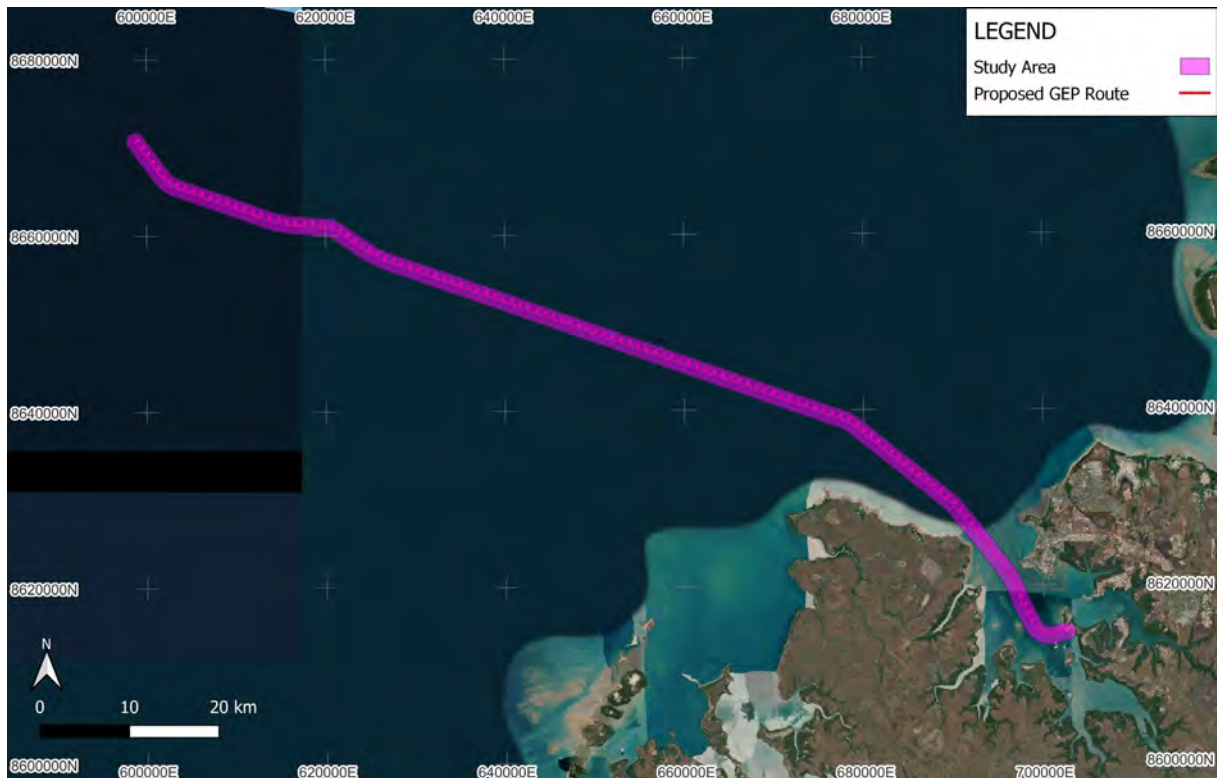 600000E 620000E 640000E 660000E 680000E
LEGEND
Study Area
Proposed GEP Route
8680000N
8660000N 8660000N
8640000N 8640000N
8620000N 8620000N
N
0 10 20 km
8600000N 8600000N
600000E 620000E 640000E 660000E 680000E 700000E